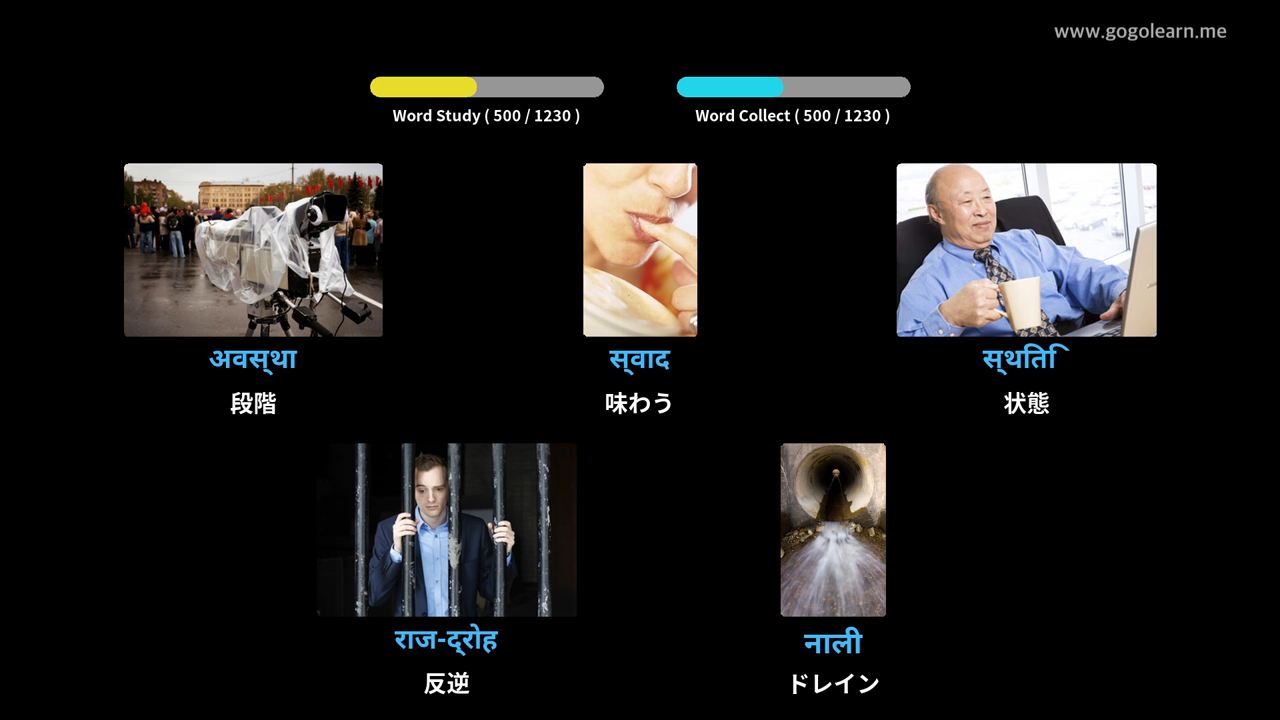 www.gogolearn.me
Word Study ( 500 / 1230 )
Word Collect ( 500 / 1230 )
अवस्था
स्वाद
स्थिति
段階
味わう
状態
राज-द्रोह
नाली
反逆
ドレイン